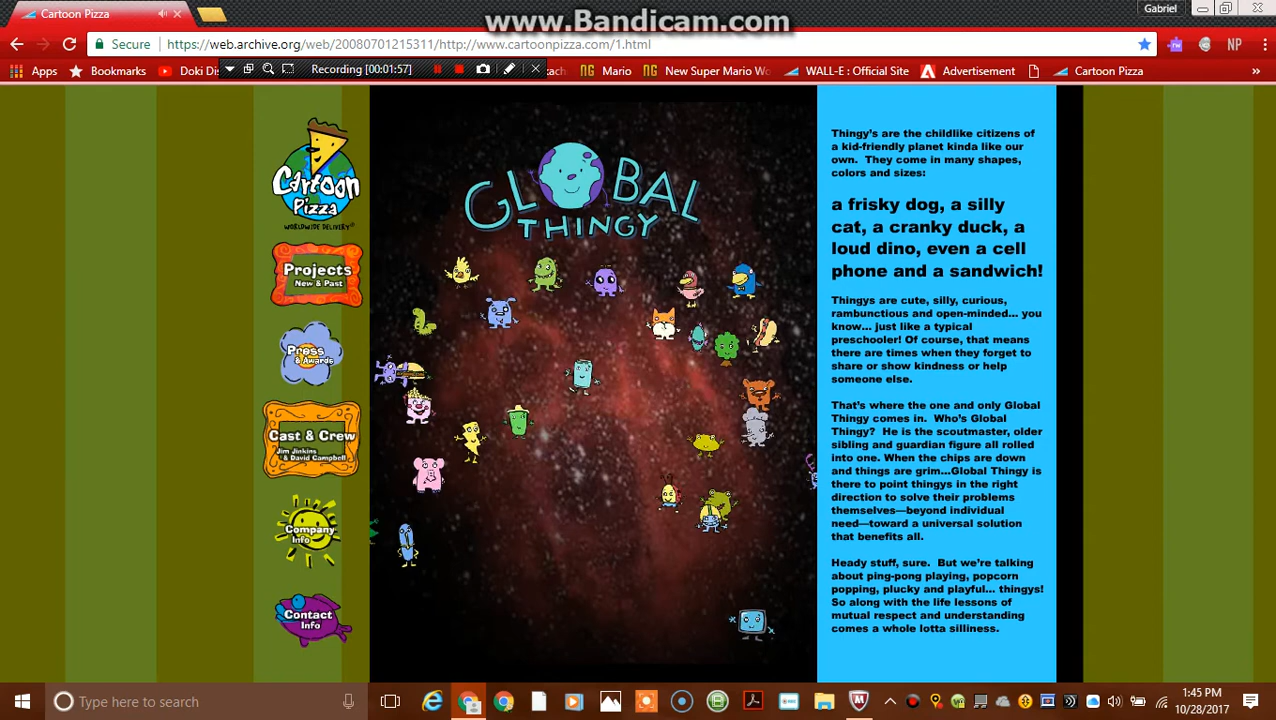 www.Bandicam.com
Cartoon Pizza
Gabriel
Secure
https://web.archive.org/web/20080701215311/http://www.cartoonpizza.com/1.html
NP
Apps
Bookmarks
Doki Dis
Recording [00:01:57]
Mario
New Super Mario Wo
WALL-E : Official Site
Advertisement
Cartoon Pizza
»
CARTOON
PIZZA
WORLDWIDE DELIVERY
Projects
New & Past
Press
& Awards
Cast & Crew
Jim Jinkins
& David Campbell
Company
Info
Contact
Info
GLOBAL
THINGY
Thingy's are the childlike citizens of
a kid-friendly planet kinda like our
own. They come in many shapes,
colors and sizes:
a frisky dog, a silly
cat, a cranky duck, a
loud dino, even a cell
phone and a sandwich!
Thingys are cute, silly, curious,
rambunctious and open-minded... you
know... just like a typical
preschooler! Of course, that means
there are times when they forget to
share or show kindness or help
someone else.
That's where the one and only Global
Thingy comes in. Who's Global
Thingy? He is the scoutmaster, older
sibling and guardian figure all rolled
into one. When the chips are down
and things are grim...Global Thingy is
there to point thingys in the right
direction to solve their problems
themselves—beyond individual
need—toward a universal solution
that benefits all.
Heady stuff, sure. But we're talking
about ping-pong playing, popcorn
popping, plucky and playful... thingys!
So along with the life lessons of
mutual respect and understanding
comes a whole lotta silliness.
Type here to search
1:45 PM
10/28/2017